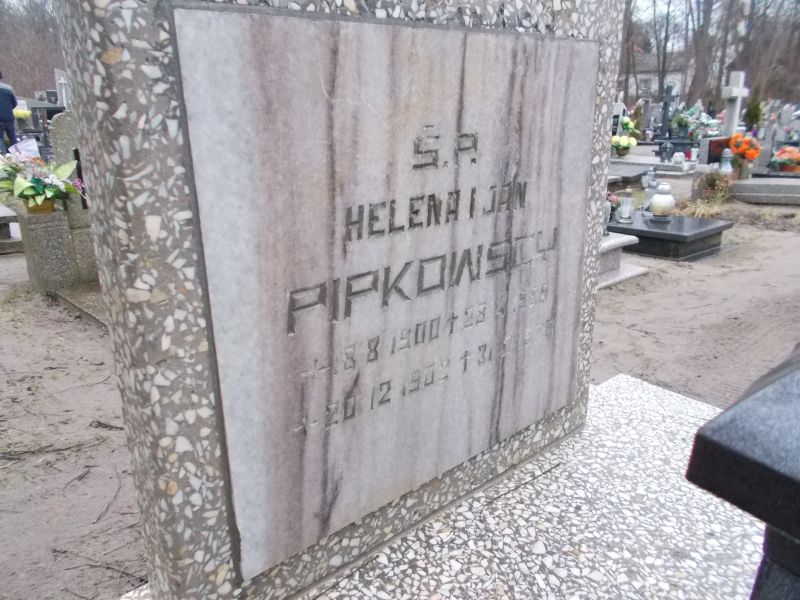 Ś.P.
HELENA I JAN
PIPKOWSCY
8 8 1900 † 28
20 12 1902 † 31